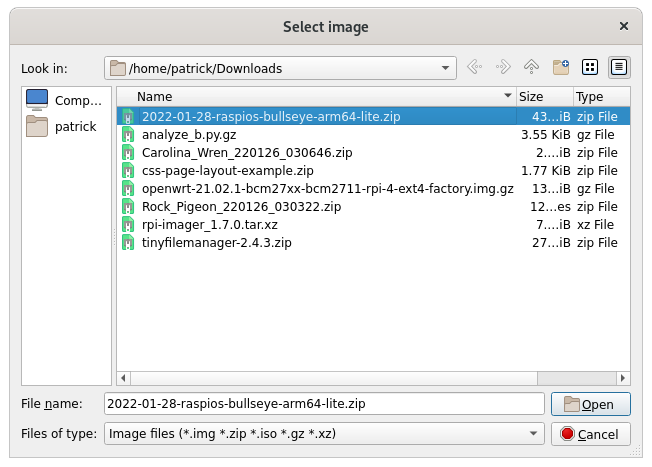 Select image
Look in: /home/patrick/Downloads
Comp...
patrick
Name Size Type
2022-01-28-raspios-bullseye-arm64-lite.zip 43...iB zip File
analyze_b.py.gz 3.55 KiB gz File
Carolina_Wren_220126_030646.zip 2....iB zip File
css-page-layout-example.zip 1.77 KiB zip File
openwrt-21.02.1-bcm27xx-bcm2711-rpi-4-ext4-factory.img.gz 13...iB gz File
Rock_Pigeon_220126_030322.zip 12...es zip File
rpi-imager_1.7.0.tar.xz 7....iB xz File
tinyfilemanager-2.4.3.zip 27...iB zip File
File name: 2022-01-28-raspios-bullseye-arm64-lite.zip Open
Files of type: Image files (*.img *.zip *.iso *.gz *.xz) Cancel